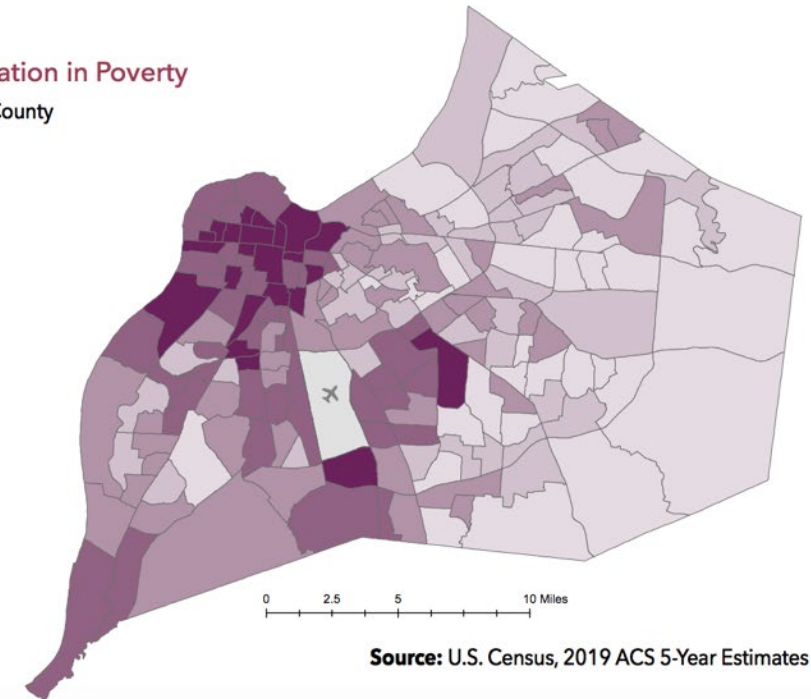 ation in Poverty
County
0 2.5 5 10 Miles
Source: U.S. Census, 2019 ACS 5-Year Estimates